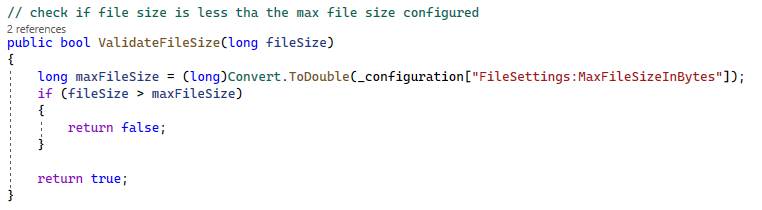 // check if file size is less tha the max file size configured
2 references
public bool ValidateFileSize(long fileSize)
{
    long maxFileSize = (long)Convert.ToDouble(_configuration["FileSettings:MaxFileSizeInBytes"]);
    if (fileSize > maxFileSize)
    {
        return false;
    }

    return true;
}